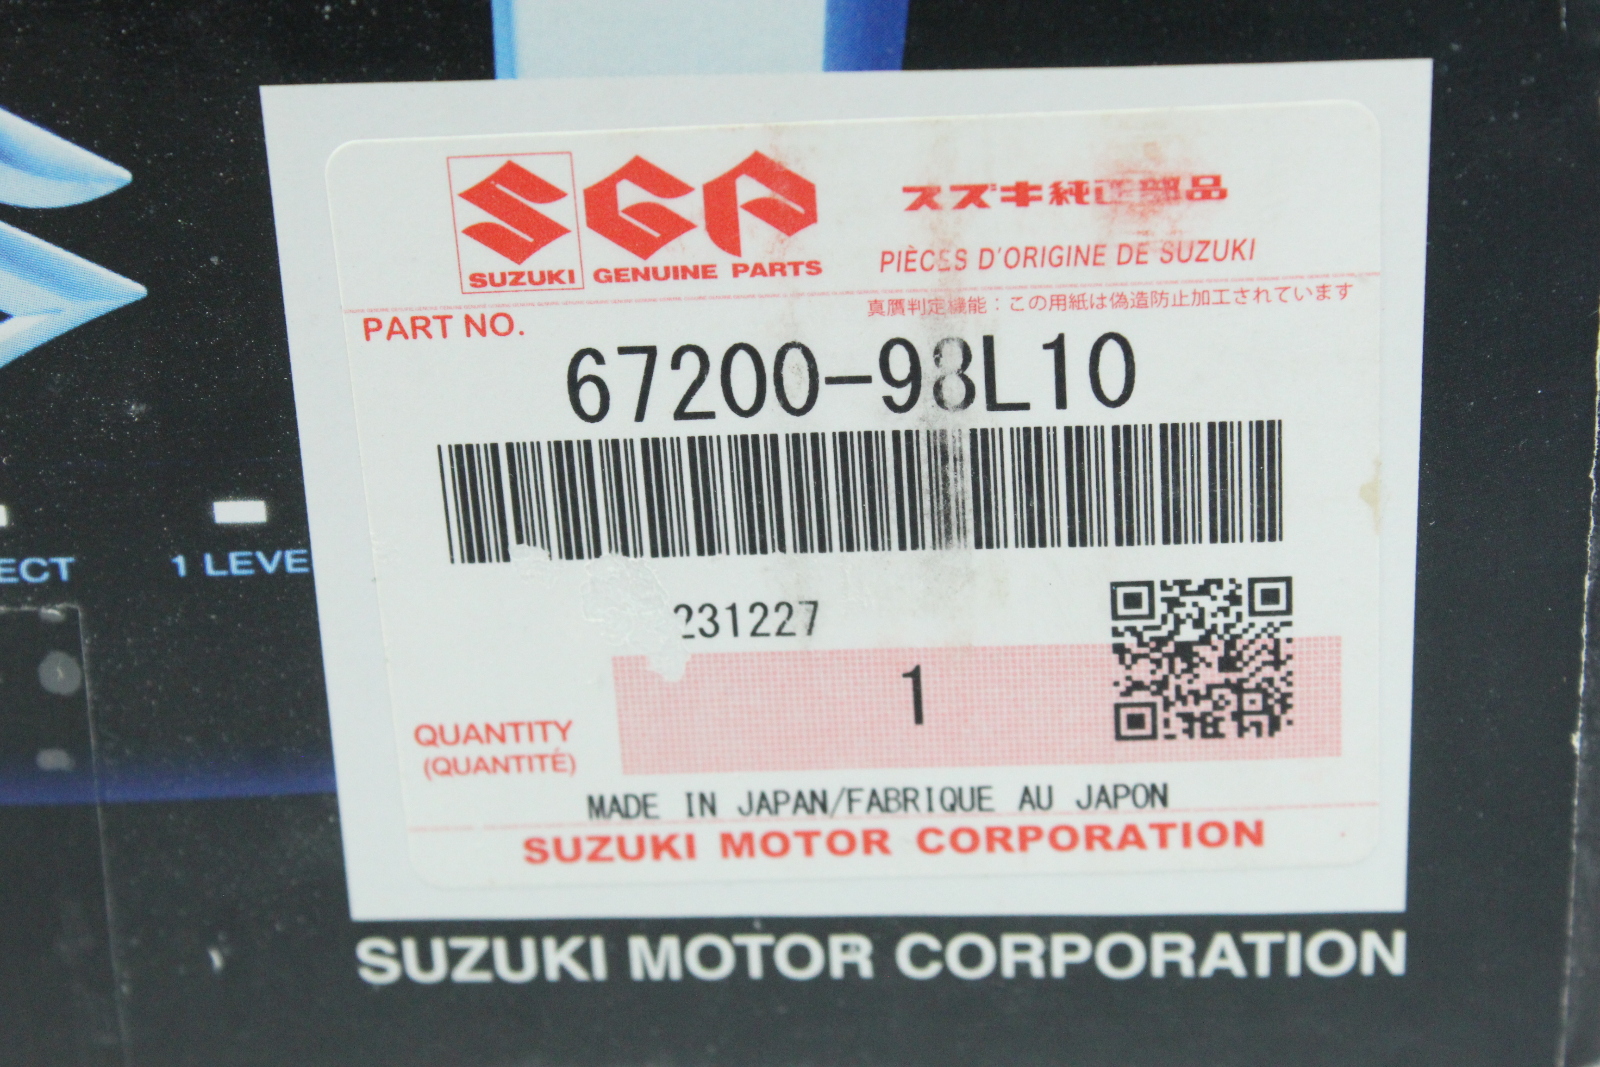 SUZUKI
GENUINE PARTS
スズキ純正部品
PIÈCES D'ORIGINE DE SUZUKI
真贋判定機能：この用紙は偽造防止加工されています
PART NO.
67200-98L10
231227
1
QUANTITY
(QUANTITÉ)
MADE IN JAPAN/FABRIQUE AU JAPON
SUZUKI MOTOR CORPORATION
ECT
1 LEVE
SUZUKI MOTOR CORPORATION